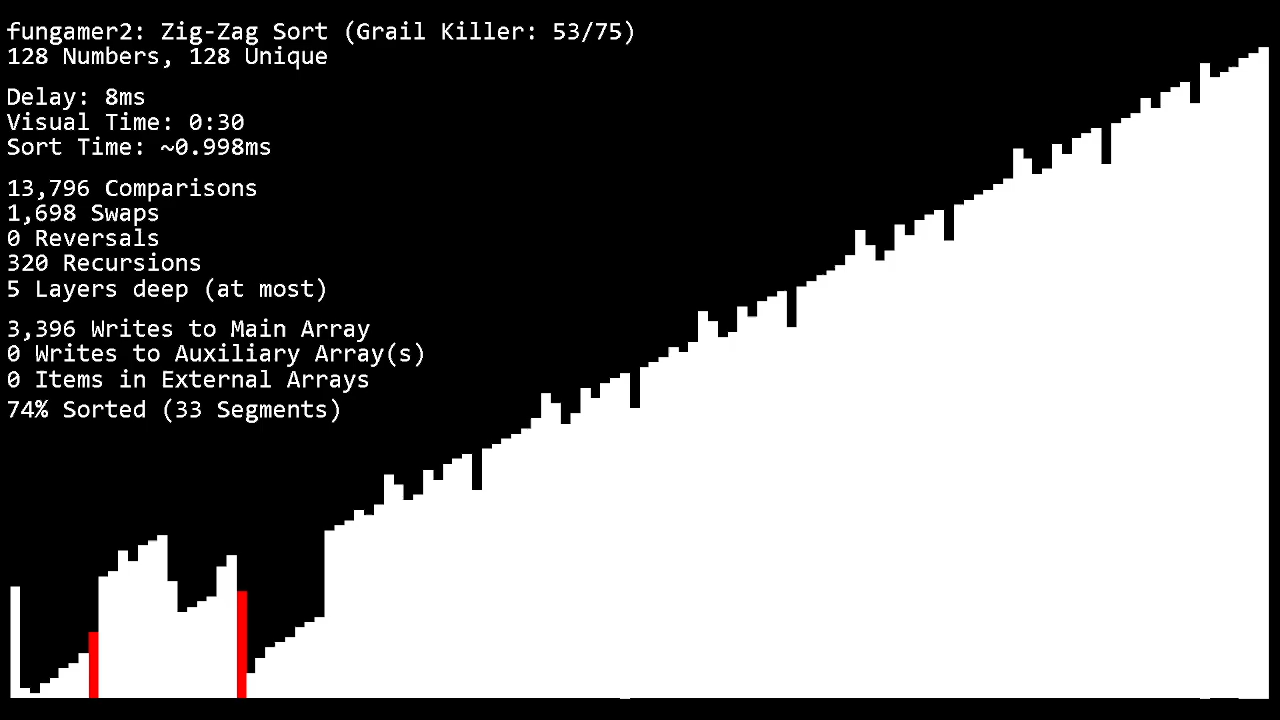 fungamer2: Zig-Zag Sort (Grail Killer: 53/75)
128 Numbers, 128 Unique
Delay: 8ms
Visual Time: 0:30
Sort Time: ~0.998ms
13,796 Comparisons
1,698 Swaps
0 Reversals
320 Recursions
5 Layers deep (at most)
3,396 Writes to Main Array
0 Writes to Auxiliary Array(s)
0 Items in External Arrays
74% Sorted (33 Segments)